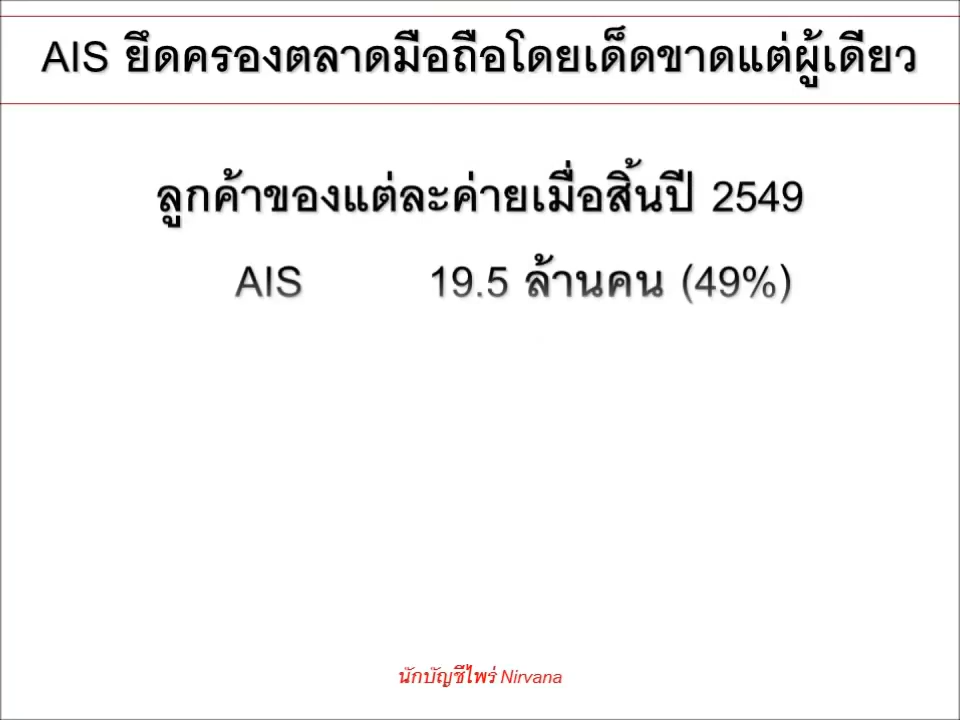 AIS ยึดครองตลาดมือถือโดยเด็ดขาดแต่ผู้เดียว
ลูกค้าของแต่ละค่ายเมื่อสิ้นปี 2549
AIS 19.5 ล้านคน (49%)
นักบัญชีไพร่ Nirvana